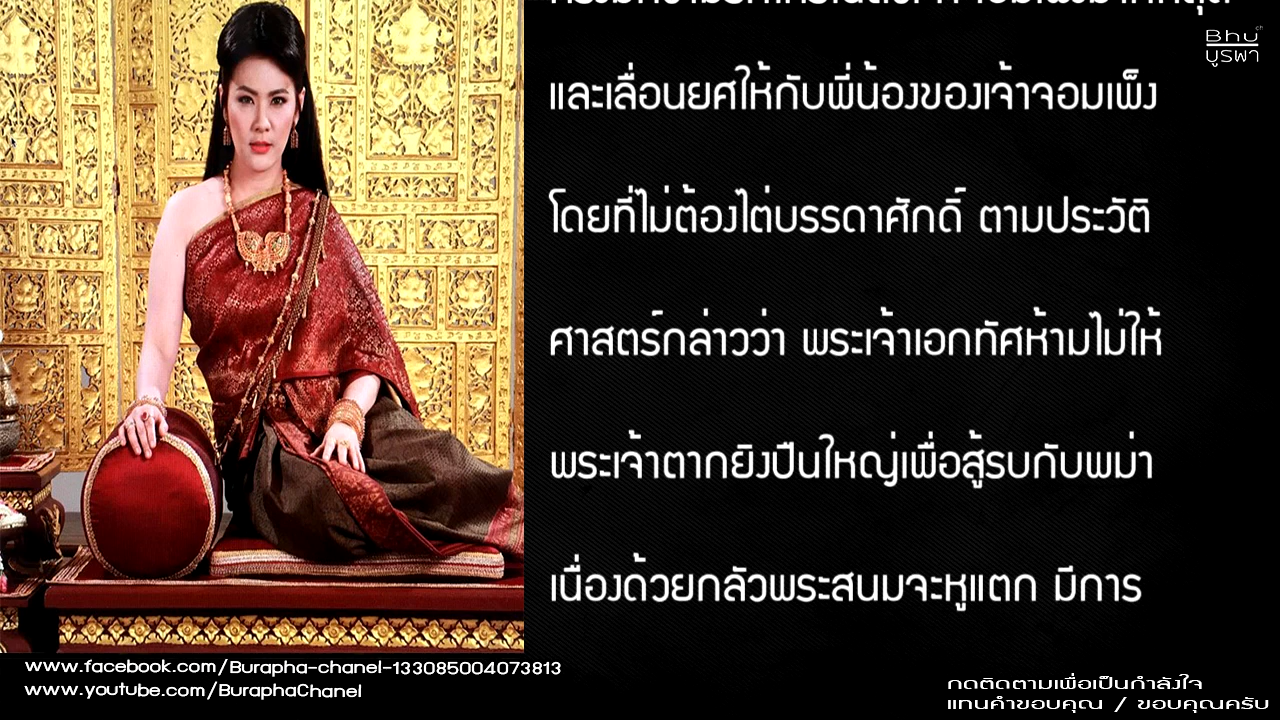 Bhu ch
บูรพา
และเลื่อนยศให้กับพี่น้องของเจ้าจอมเพ็ง
โดยที่ไม่ต้องไต่บรรดาศักดิ์ ตามประวัติ
ศาสตร์กล่าวว่า พระเจ้าเอกทัศห้ามไม่ให้
พระเจ้าตากยิงปืนใหญ่เพื่อสู้รบกับพม่า
เนื่องด้วยกลัวพระสนมจะหูแตก มีการ
www.facebook.com/Burapha-chanel-133085004073813
www.youtube.com/BuraphaChanel
กดติดตามเพื่อเป็นกำลังใจ
แทนคำขอบคุณ / ขอบคุณครับ